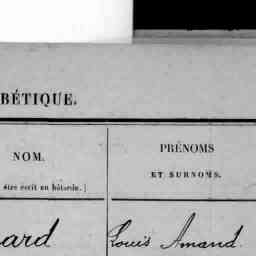 BÉTIQUE.
NOM.
être écrit en bâtarde.]
PRÉNOMS
ET SURNOMS.
ard
Louis Amand.